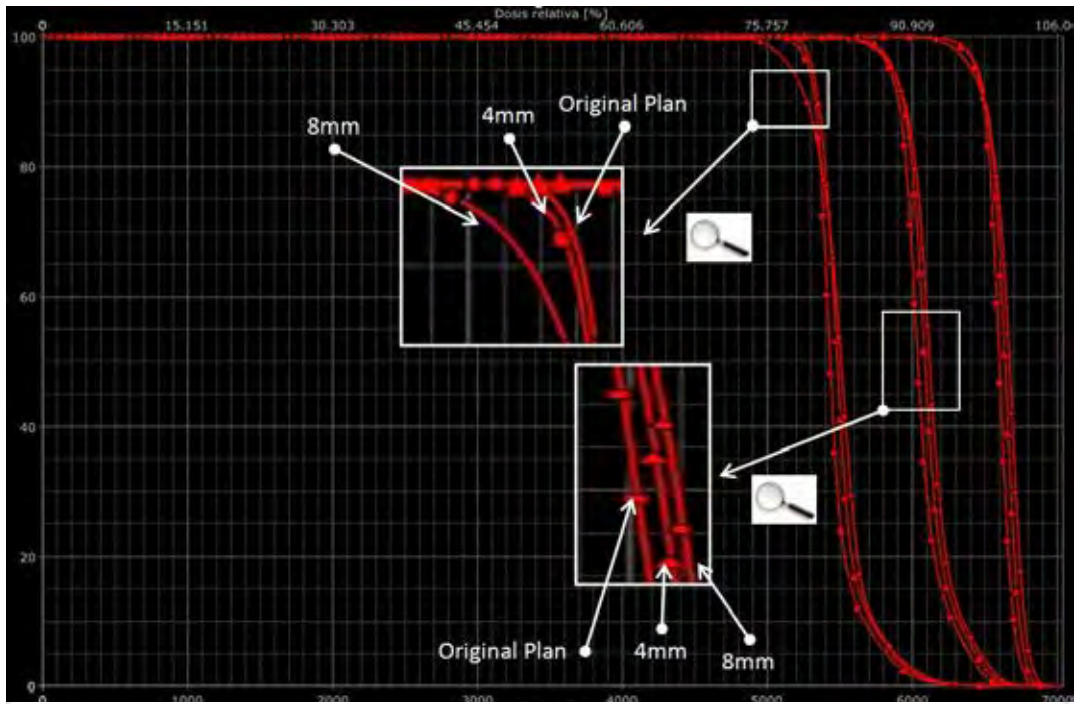 Dosis relativa [%]
0 15.151 30.303 45.454 60.606 75.757 90.909 106.0
100
80
60
40
20
0
8mm
4mm
Original Plan
Original Plan
4mm
8mm
0 1000 2000 3000 4000 5000 6000 7000